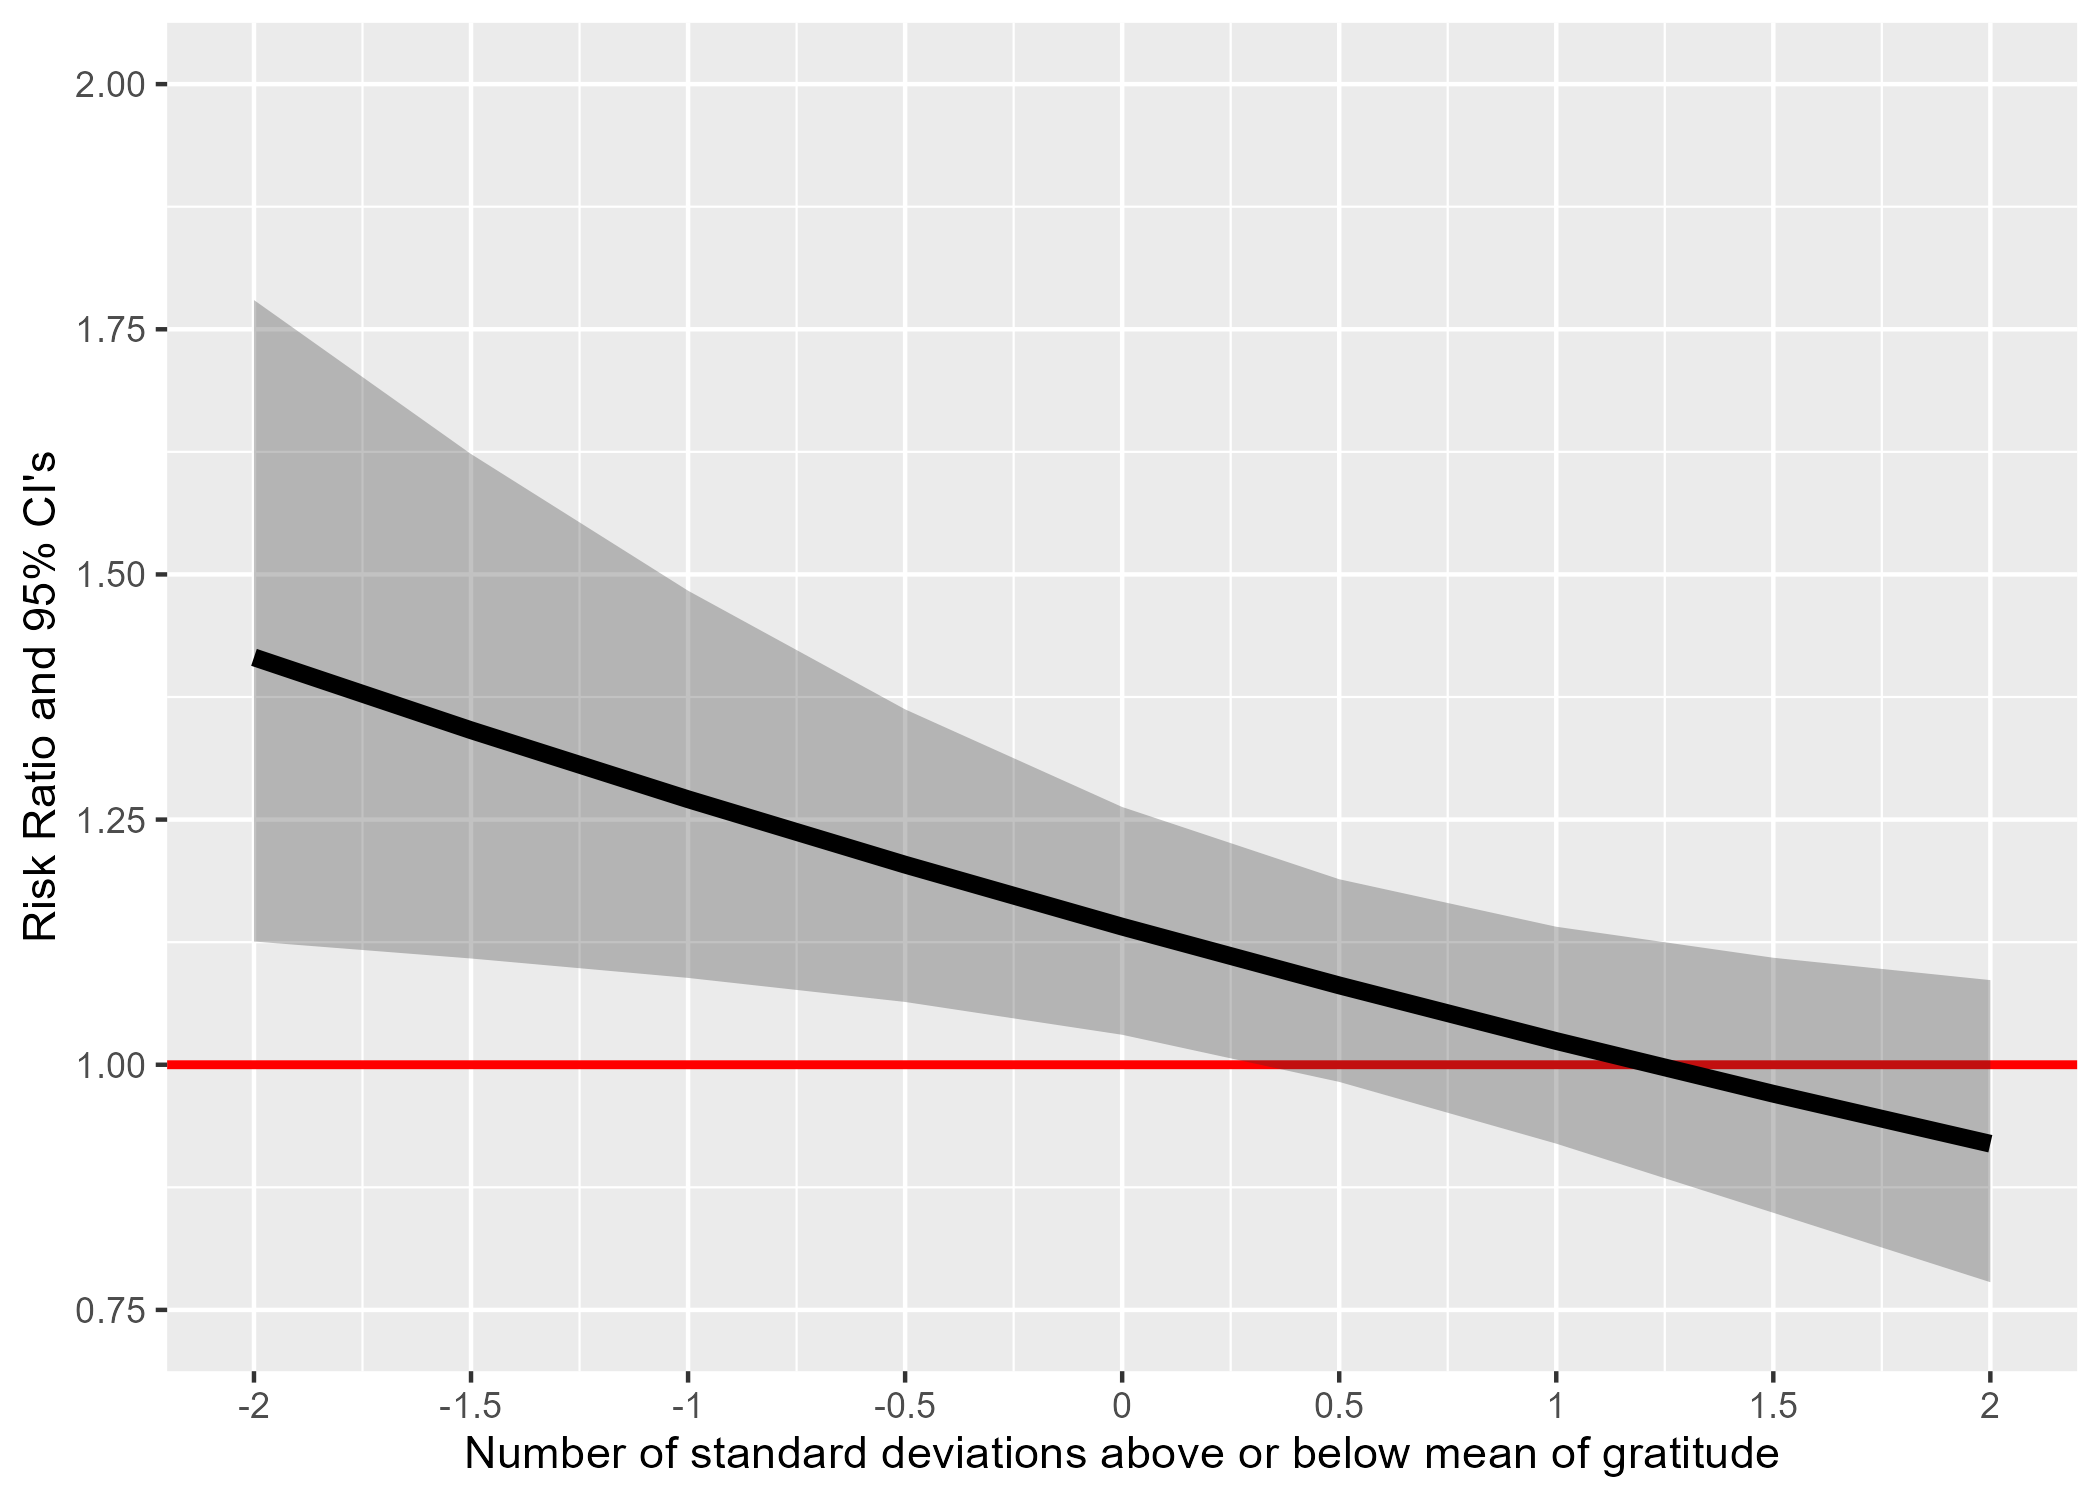 2.00
1.75
1.50
1.25
1.00
0.75
Risk Ratio and 95% CI's
-2 -1.5 -1 -0.5 0 0.5 1 1.5 2
Number of standard deviations above or below mean of gratitude